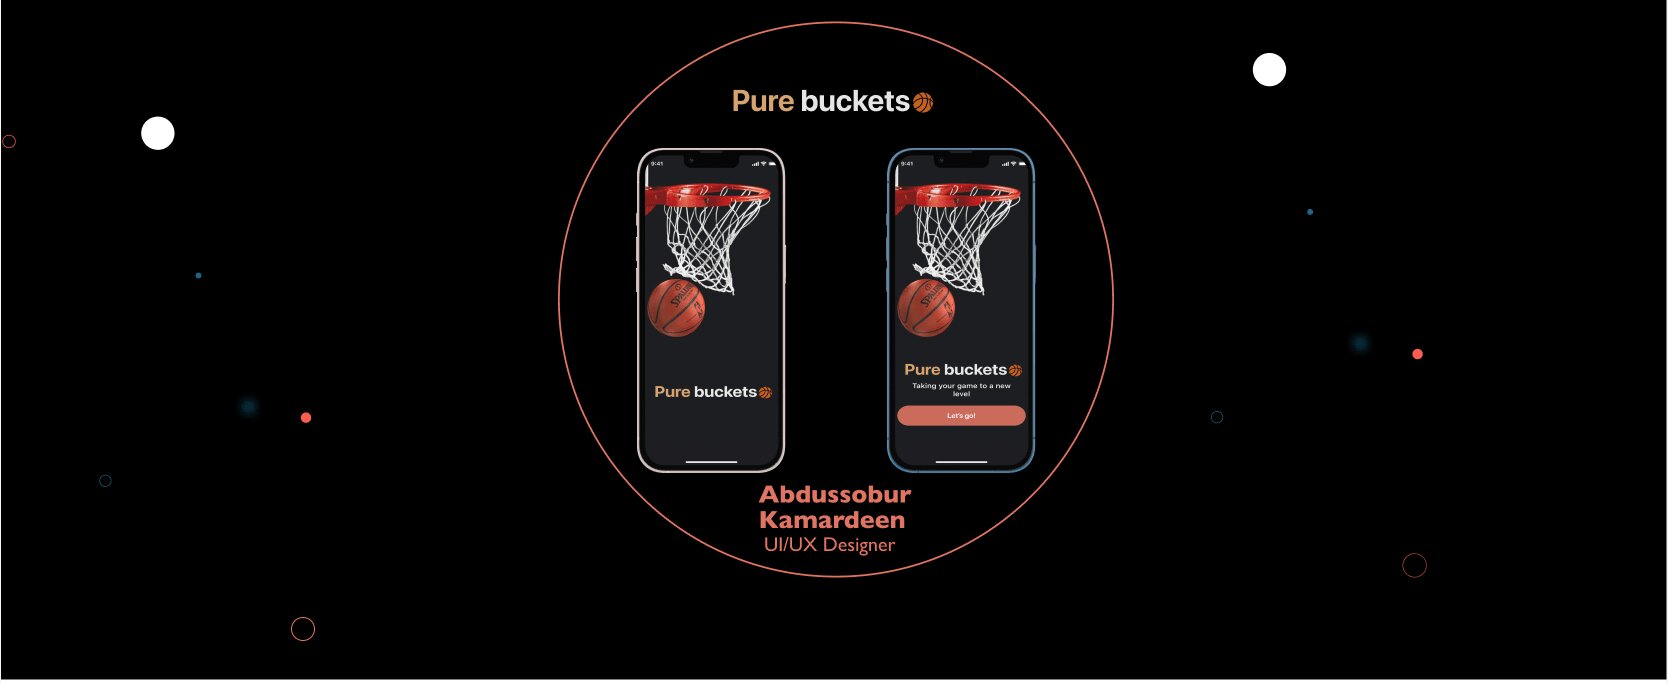 Pure buckets
9:41
9:41
Pure buckets
Pure buckets
Taking your game to a new
level
Let's go!
Abdussobur
Kamardeen
UI/UX Designer